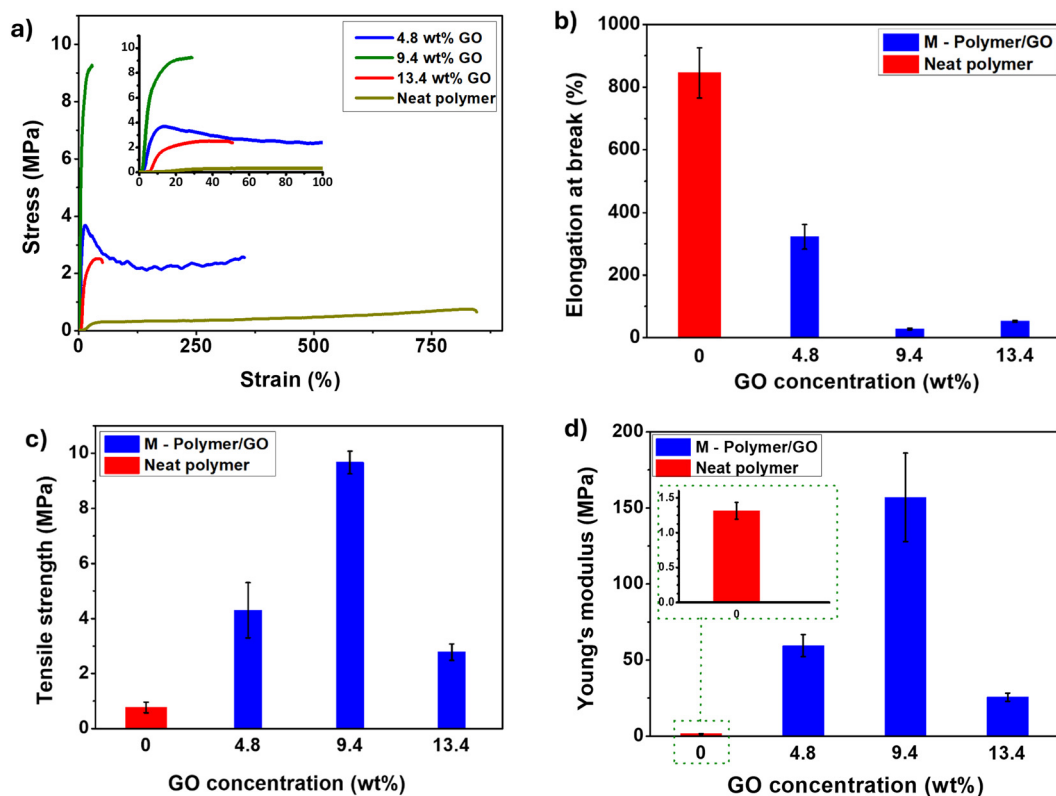 a)
Stress (MPa)
10
8
6
4
2
0
0 250 500 750
Strain (%)
11
10
8
6
4
2
0
0 20 40 60 80 100
4.8 wt% GO
9.4 wt% GO
13.4 wt% GO
Neat polymer
b)
Elongation at break (%)
1000
800
600
400
200
0
0 4.8 9.4 13.4
GO concentration (wt%)
M - Polymer/GO
Neat polymer
c)
Tensile strength (MPa)
10
8
6
4
2
0
0 4.8 9.4 13.4
GO concentration (wt%)
M - Polymer/GO
Neat polymer
d)
Young's modulus (MPa)
200
150
100
50
0
0 4.8 9.4 13.4
GO concentration (wt%)
M - Polymer/GO
Neat polymer
1.5
1.0
0.5
0.0
0